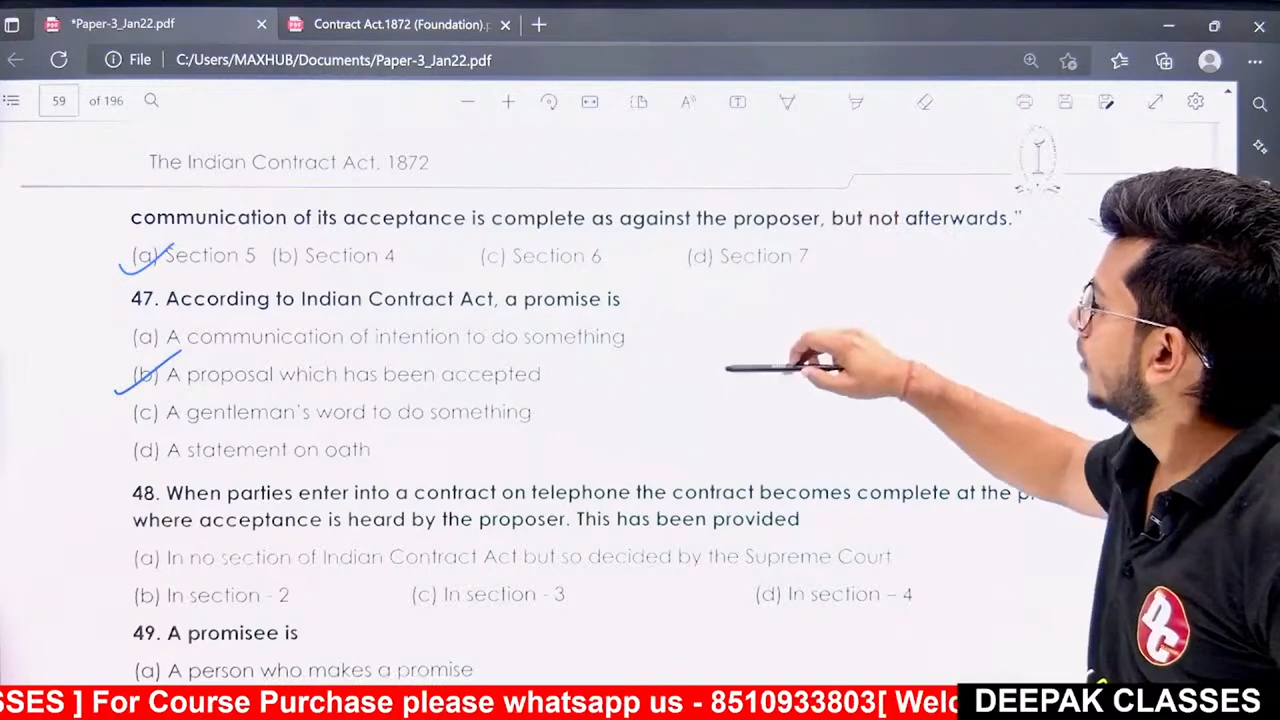 *Paper-3_Jan22.pdf
Contract Act.1872 (Foundation).p
File
C:/Users/MAXHUB/Documents/Paper-3_Jan22.pdf
59 of 196
The Indian Contract Act. 1872
communication of its acceptance is complete as against the proposer, but not afterwards."
(a) Section 5 (b) Section 4 (c) Section 6 (d) Section 7
47. According to Indian Contract Act, a promise is
(a) A communication of intention to do something
(b) A proposal which has been accepted
(c) A gentleman's word to do something
(d) A statement on oath
48. When parties enter into a contract on telephone the contract becomes complete at the p
where acceptance is heard by the proposer. This has been provided
(a) In no section of Indian Contract Act but so decided by the Supreme Court
(b) In section - 2 (c) In section - 3 (d) In section – 4
49. A promisee is
(a) A person who makes a promise
DC
SSES ] For Course Purchase please whatsapp us - 8510933803[ Welc
DEEPAK CLASSES